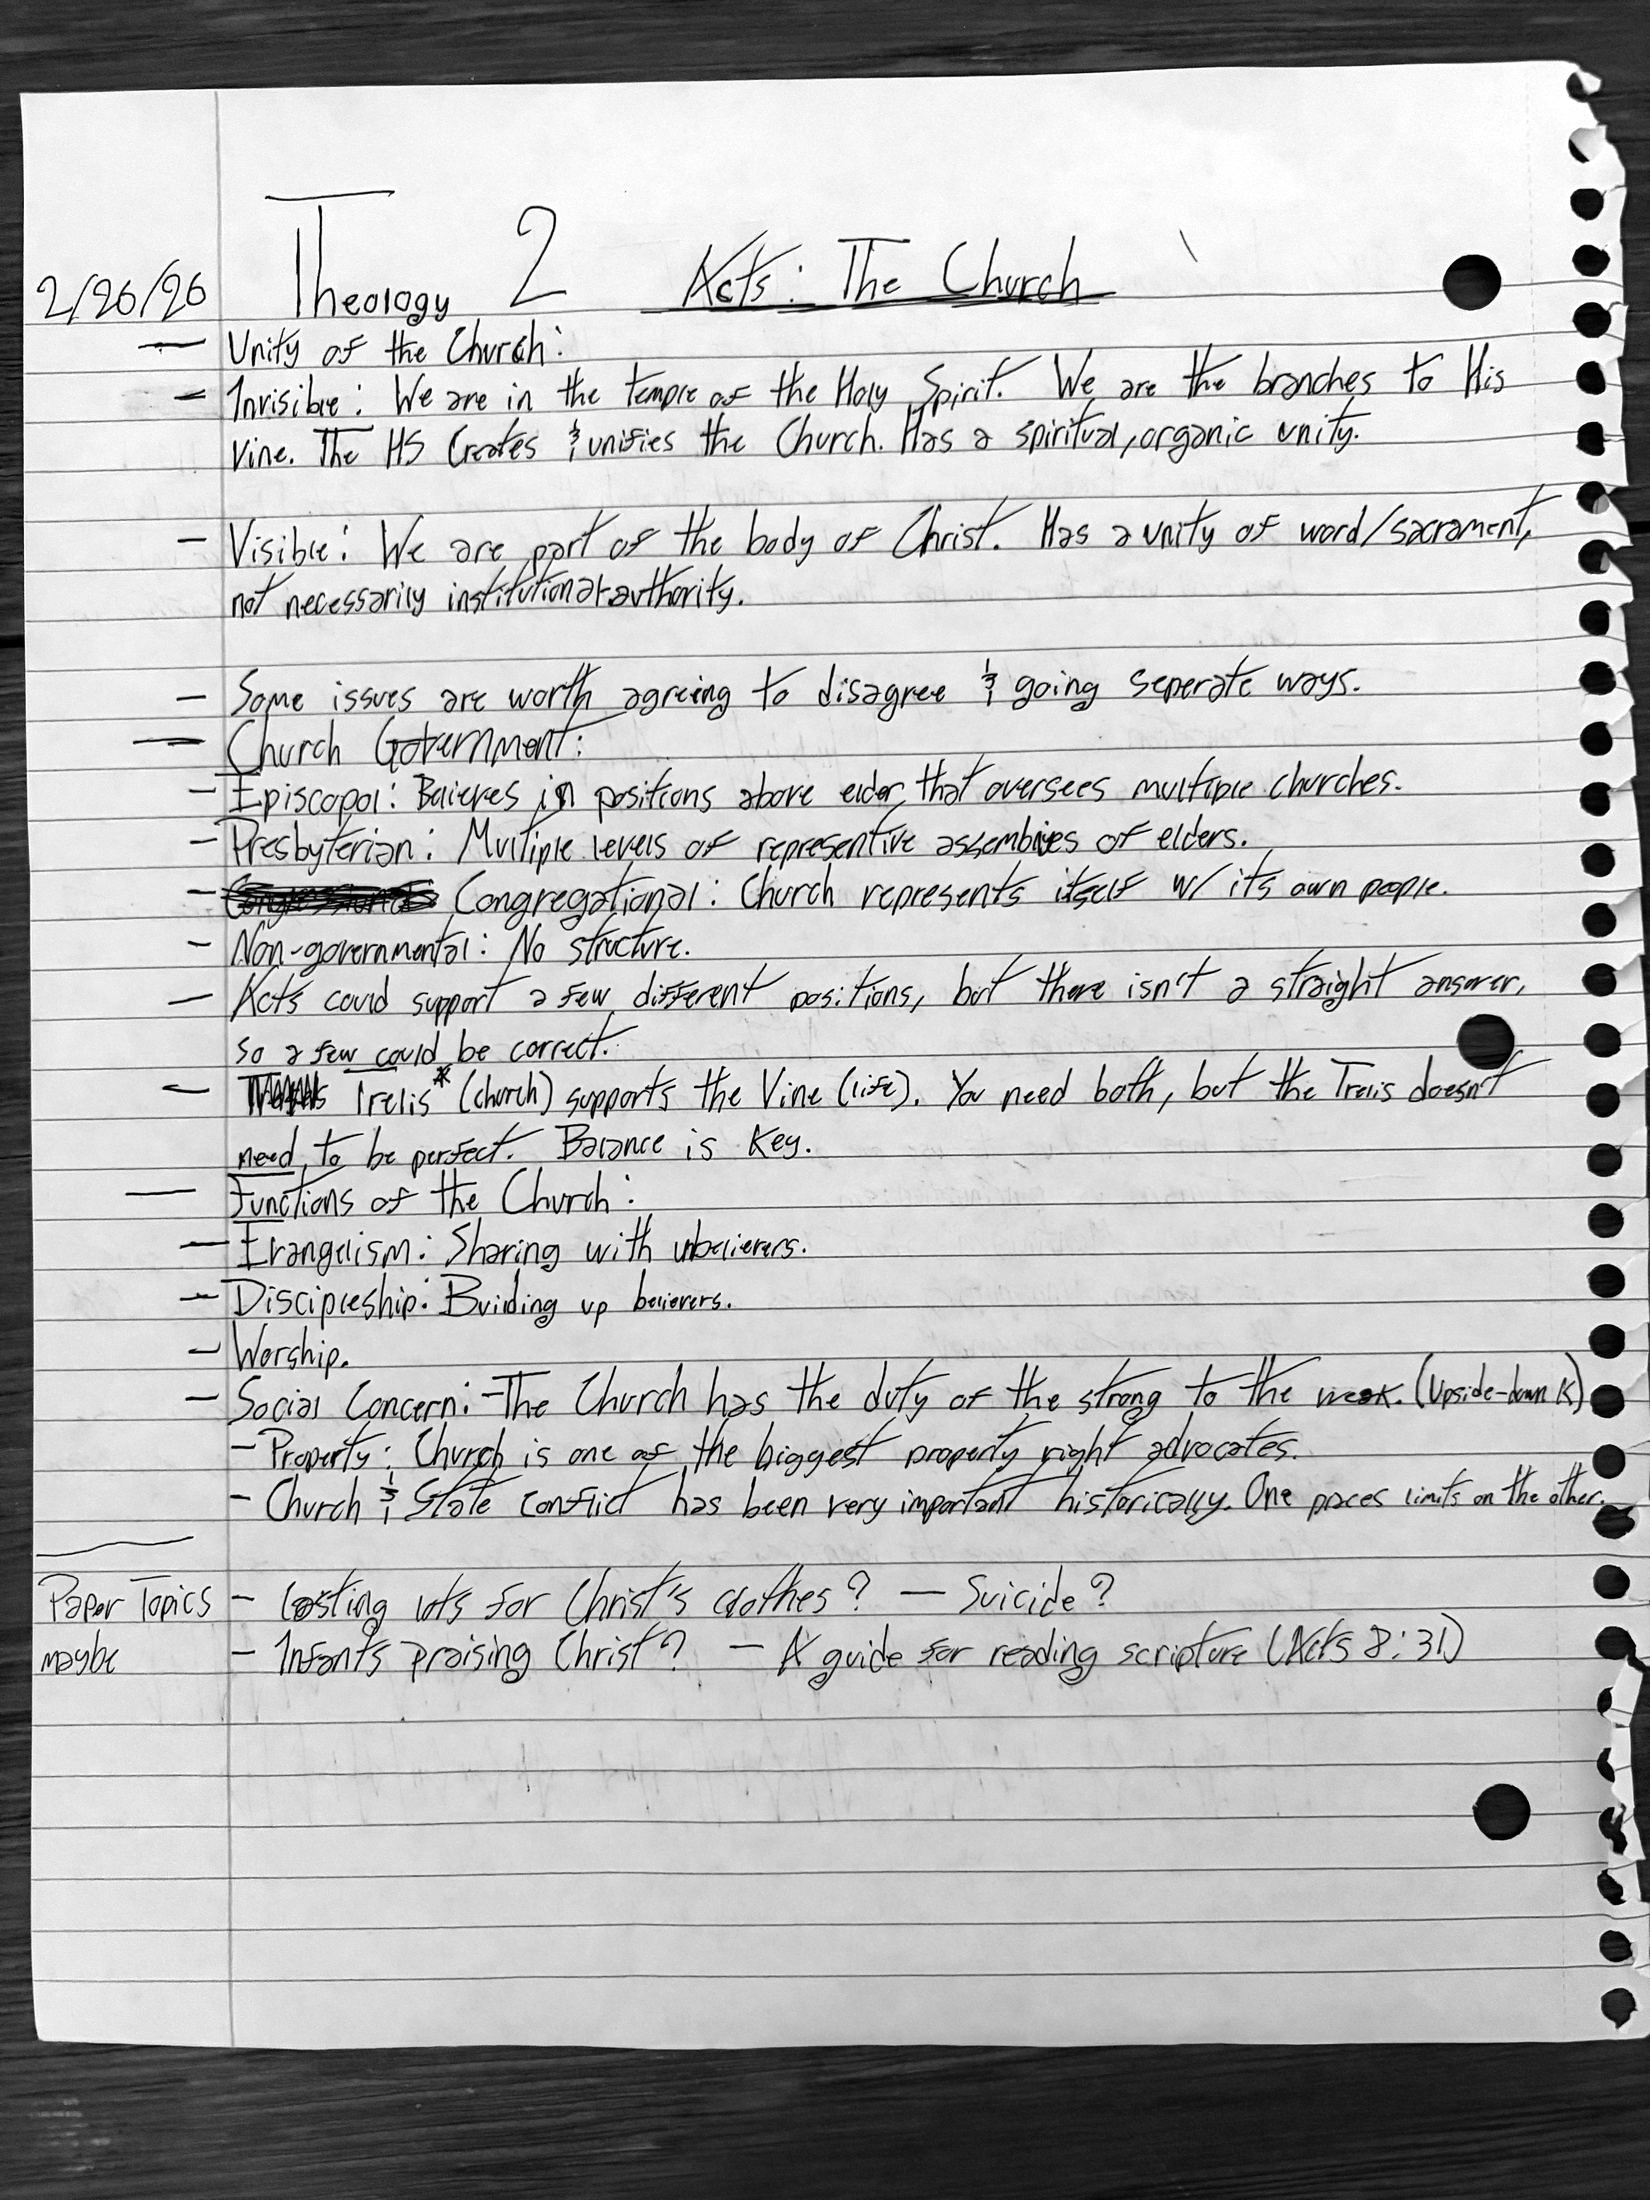 2/26/26 Theology 2 Acts: The Church
— Unity of the Church:
- Invisible: We are in the temple of the Holy Spirit. We are the branches to His
Vine. The HS Creates & unifies the Church. Has a spiritual, organic unity.
- Visible: We are part of the body of Christ. Has a unity of word/sacrament,
not necessarily institutional authority.
- Some issues are worth agreeing to disagree & going seperate ways.
— Church Government:
- Episcopal: Believes in positions above elder that oversees multiple churches.
- Presbyterian: Multiple levels of representive assemblies of elders.
- Congregational: Church represents itself w/ its own people.
- Non-governmental: No structure.
- Acts could support a few different positions, but there isn't a straight answer,
so a few could be correct.
- Trelis* (church) supports the Vine (life). You need both, but the Trelis doesn't
need to be perfect. Balance is Key.
— Functions of the Church:
- Evangelism: Sharing with unbelievers.
- Discipleship: Building up believers.
- Worship.
- Social Concern: - The Church has the duty of the strong to the weak. (Upside-down K)
- Property: Church is one of the biggest property right advocates.
- Church & State conflict has been very important historically. One places limits on the other.
Paper Topics - Casting lots for Christ's clothes? — Suicide?
maybe - Infants praising Christ? - A guide for reading scripture (Acts 8:31)